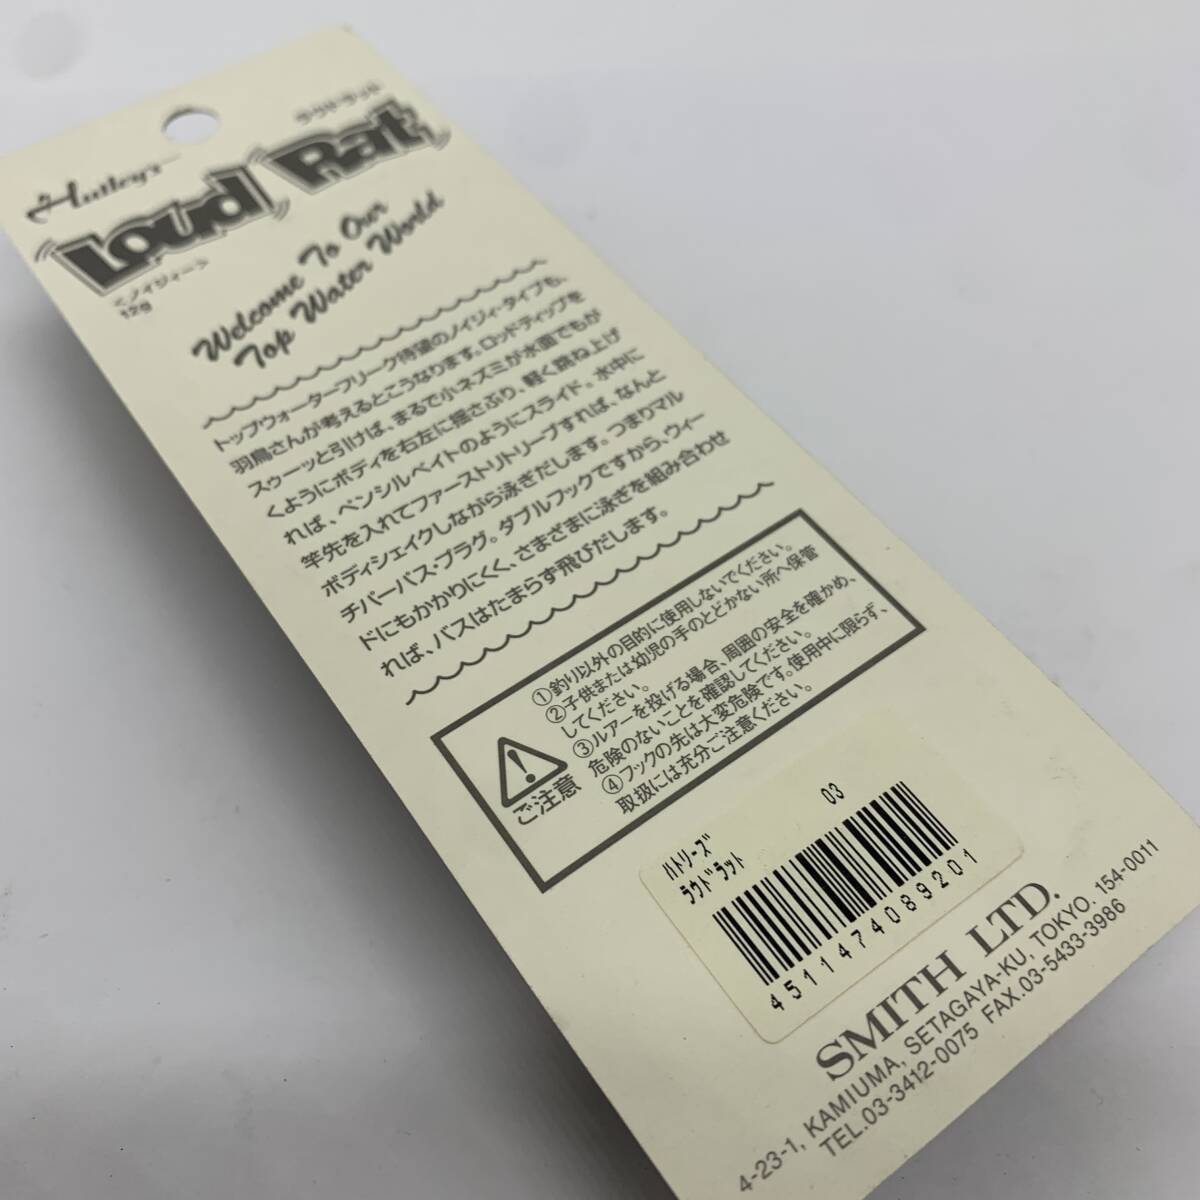 Hutley's
ラウドラット
Loud Rat
＜ノイジィー＞
12g
Welcome To Our
Top Water World
トップウォーターフリーク待望のノイジィ・タイプも、
羽鳥さんが考えるとこうなります。ロッドティップを
スゥーッと引けば、まるで小ネズミが水面でもが
くようにボディを右左に揺さぶり、軽く跳ね上げ
れば、ペンシルベイトのようにスライド。水中に
竿先を入れてファーストリトリーブすれば、なんと
ボディシェイクしながら泳ぎだします。つまりマル
チパーパス・プラグ。ダブルフックですから、ウィー
ドにもかかりにくく、さまざまに泳ぎを組み合わせ
れば、バスはたまらず飛びだします。
ご注意
①釣り以外の目的に使用しないでください。
②子供または幼児の手のとどかない所へ保管
してください。
③ルアーを投げる場合、周囲の安全を確かめ、
危険のないことを確認してください。
④フックの先は大変危険です。使用中に限らず、
取扱には充分ご注意ください。
03
ﾊﾄﾘｰｽﾞ
ﾗｳﾄﾞﾗｯﾄ
4511474089201
SMITH LTD.
4-23-1, KAMIUMA, SETAGAYA-KU, TOKYO. 154-0011
TEL.03-3412-0075 FAX.03-5433-3986